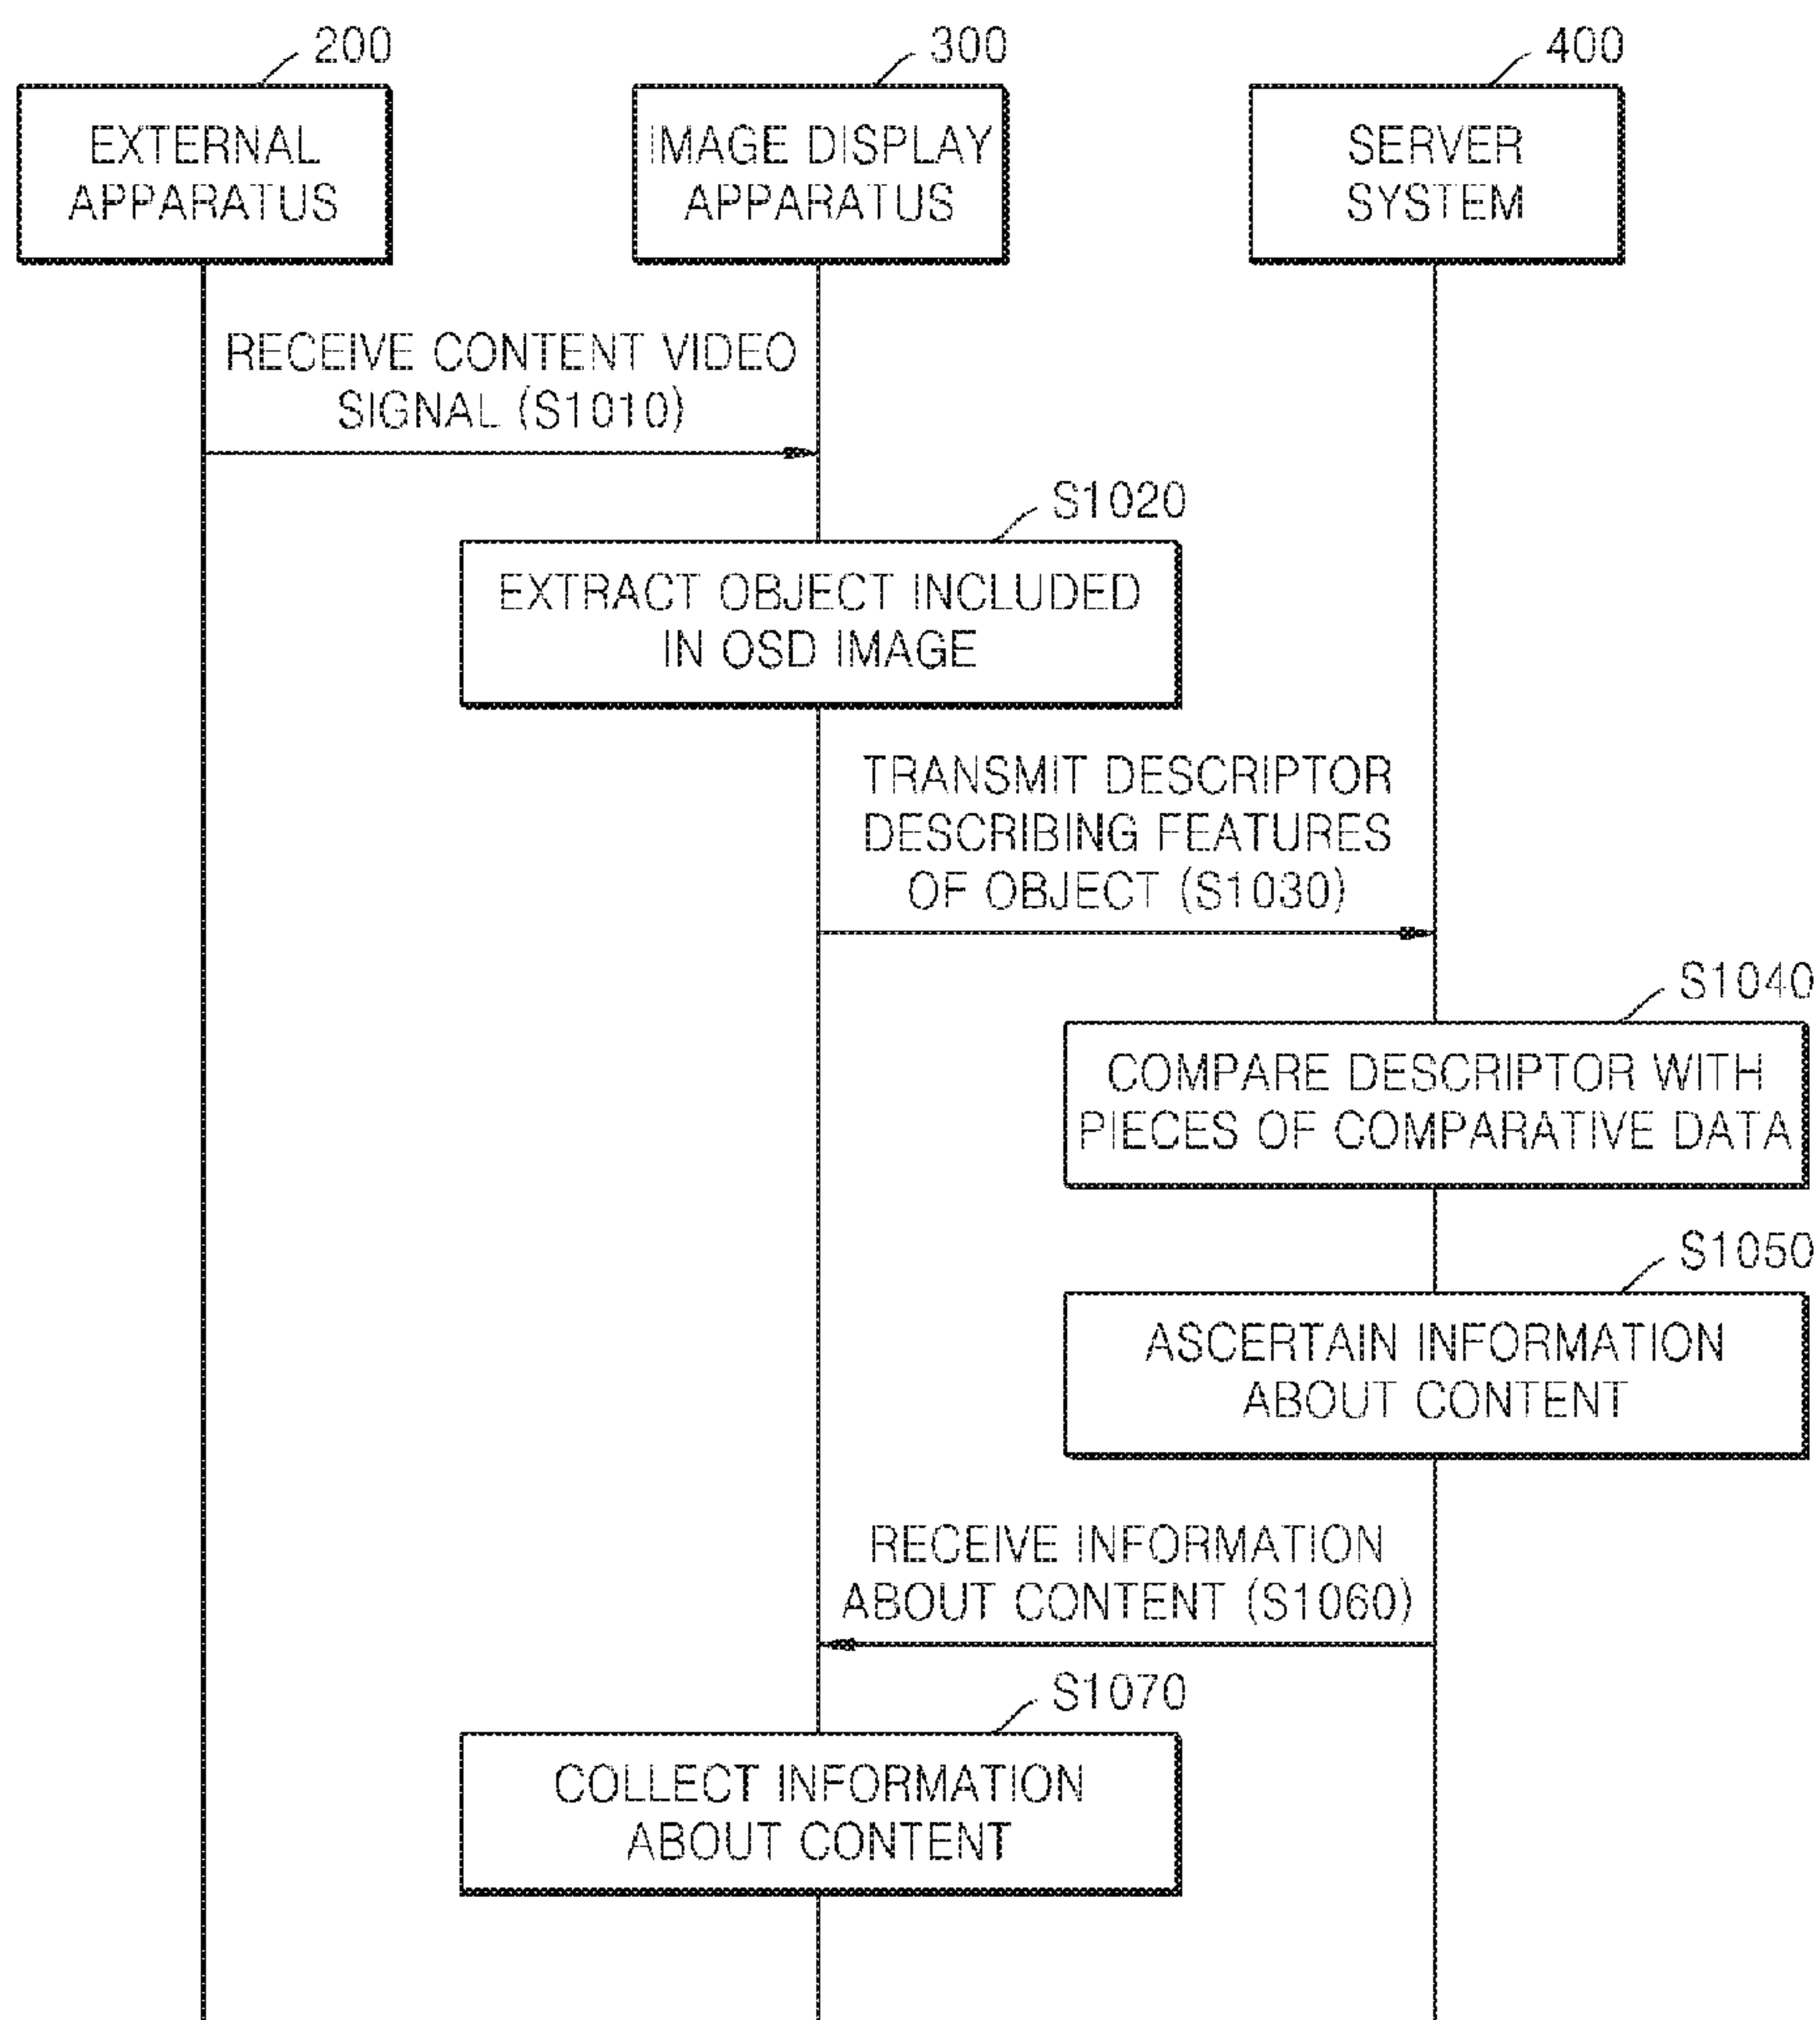 200
300
400
EXTERNAL
APPARATUS
IMAGE DISPLAY
APPARATUS
SERVER
SYSTEM
RECEIVE CONTENT VIDEO
SIGNAL (S1010)
S1020
EXTRACT OBJECT INCLUDED
IN OSD IMAGE
TRANSMIT DESCRIPTOR
DESCRIBING FEATURES
OF OBJECT (S1030)
S1040
COMPARE DESCRIPTOR WITH
PIECES OF COMPARATIVE DATA
S1050
ASCERTAIN INFORMATION
ABOUT CONTENT
RECEIVE INFORMATION
ABOUT CONTENT (S1060)
S1070
COLLECT INFORMATION
ABOUT CONTENT